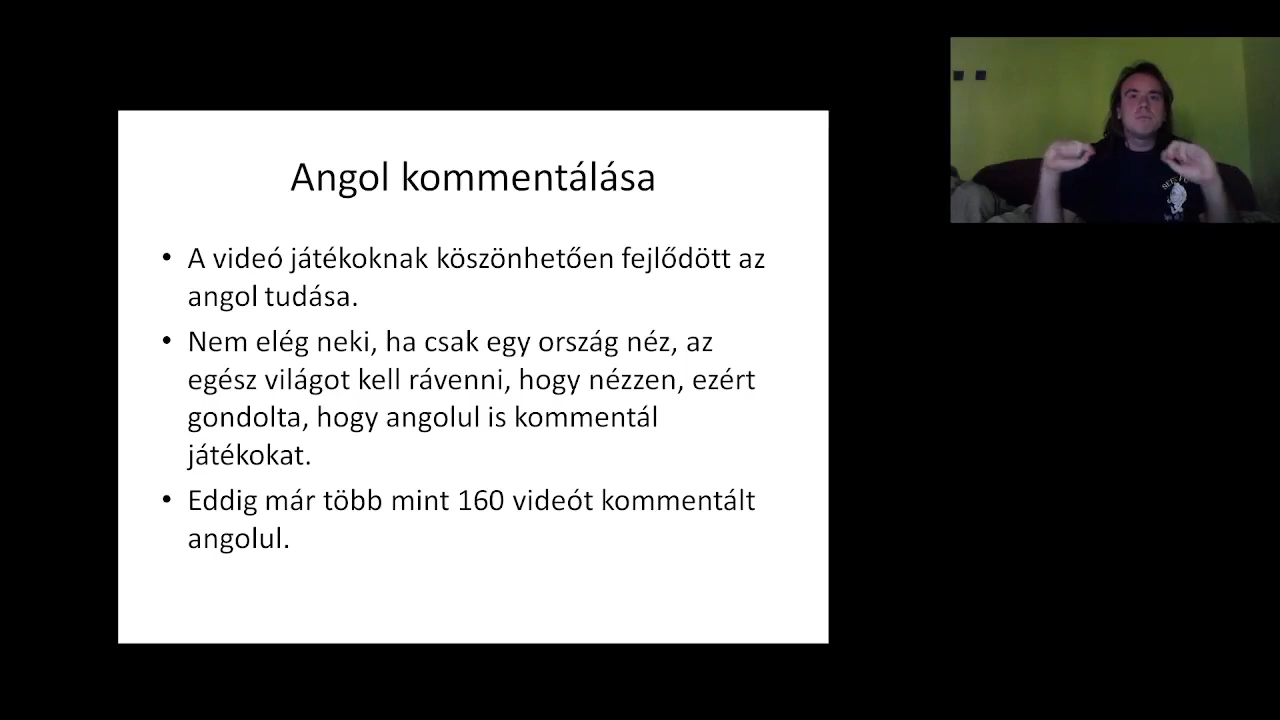 Angol kommentálása
• A videó játékoknak köszönhetően fejlődött az
angol tudása.
• Nem elég neki, ha csak egy ország néz, az
egész világot kell rávenni, hogy nézzen, ezért
gondolta, hogy angolul is kommentál
játékokat.
• Eddig már több mint 160 videót kommentált
angolul.